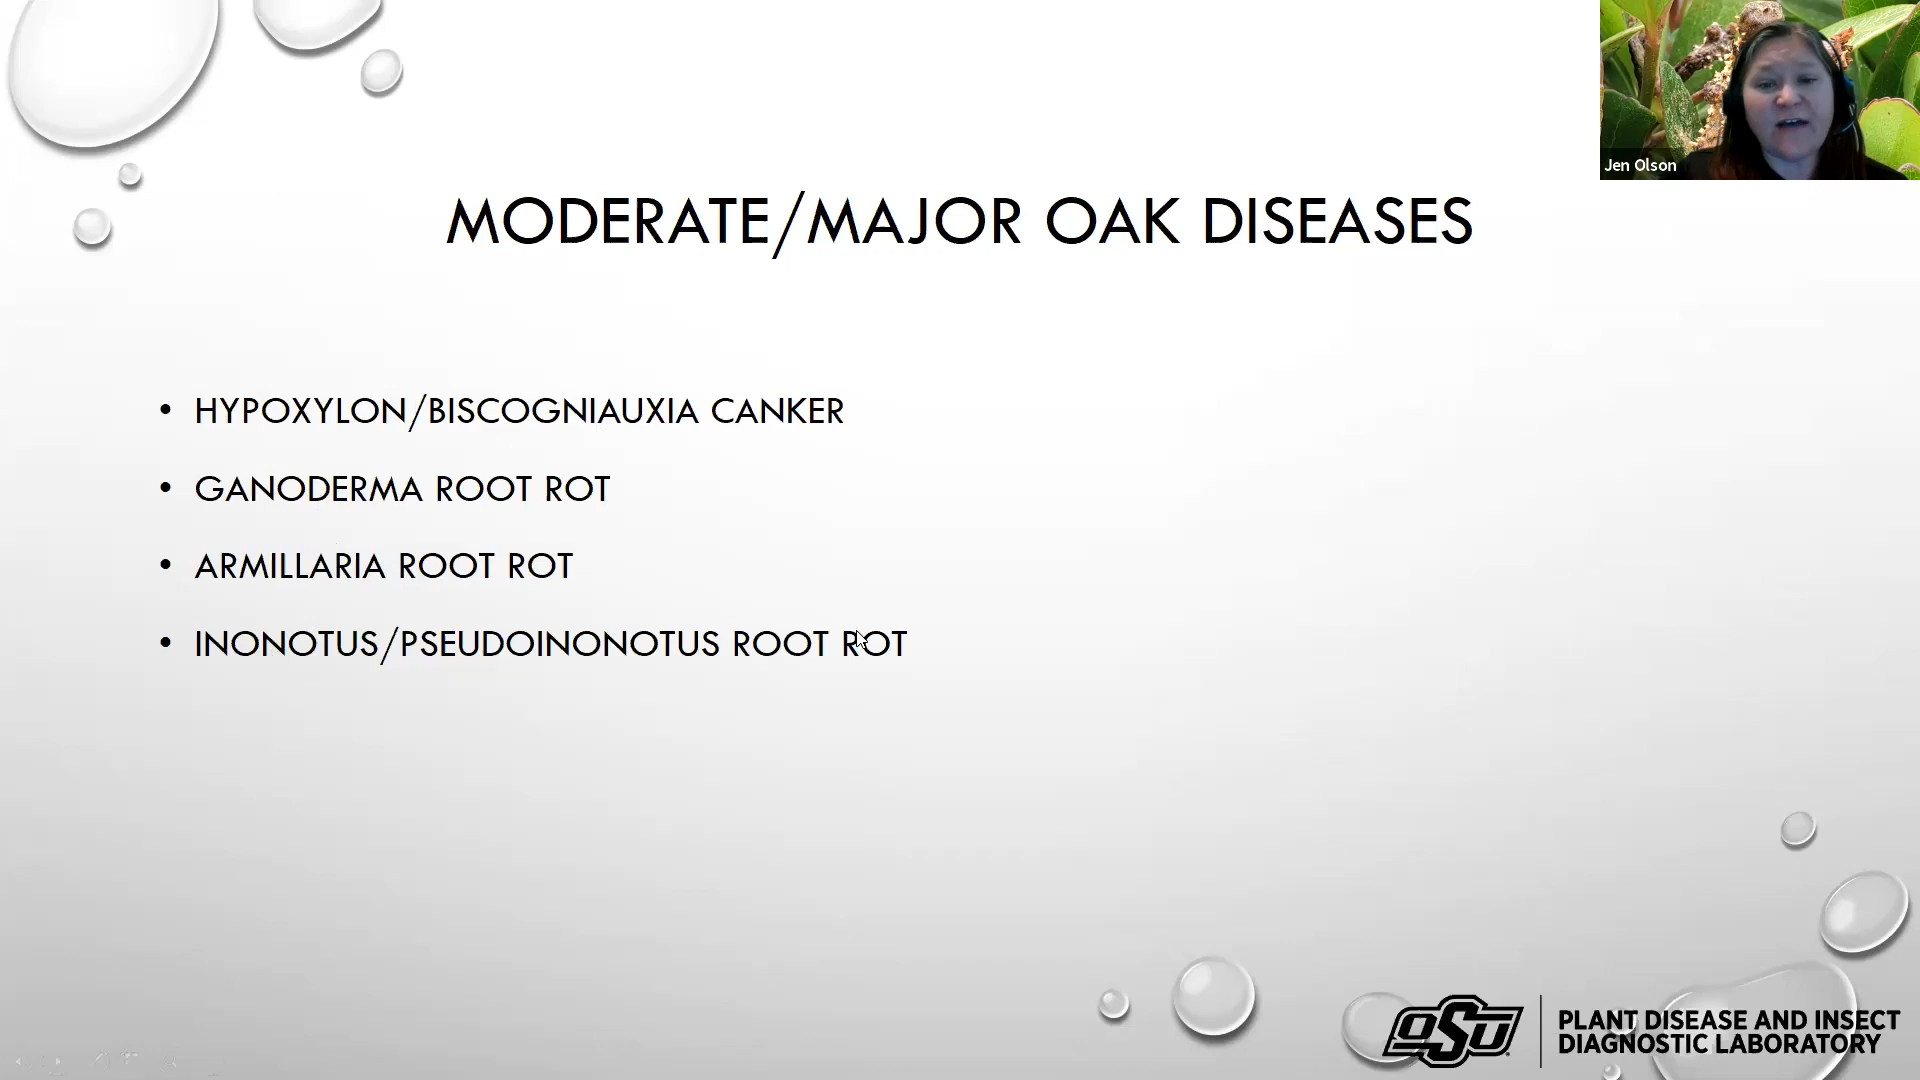 Jen Olson
MODERATE/MAJOR OAK DISEASES
• HYPOXYLON/BISCOGNIAUXIA CANKER
• GANODERMA ROOT ROT
• ARMILLARIA ROOT ROT
• INONOTUS/PSEUDOINONOTUS ROOT ROT
OSU
PLANT DISEASE AND INSECT
DIAGNOSTIC LABORATORY